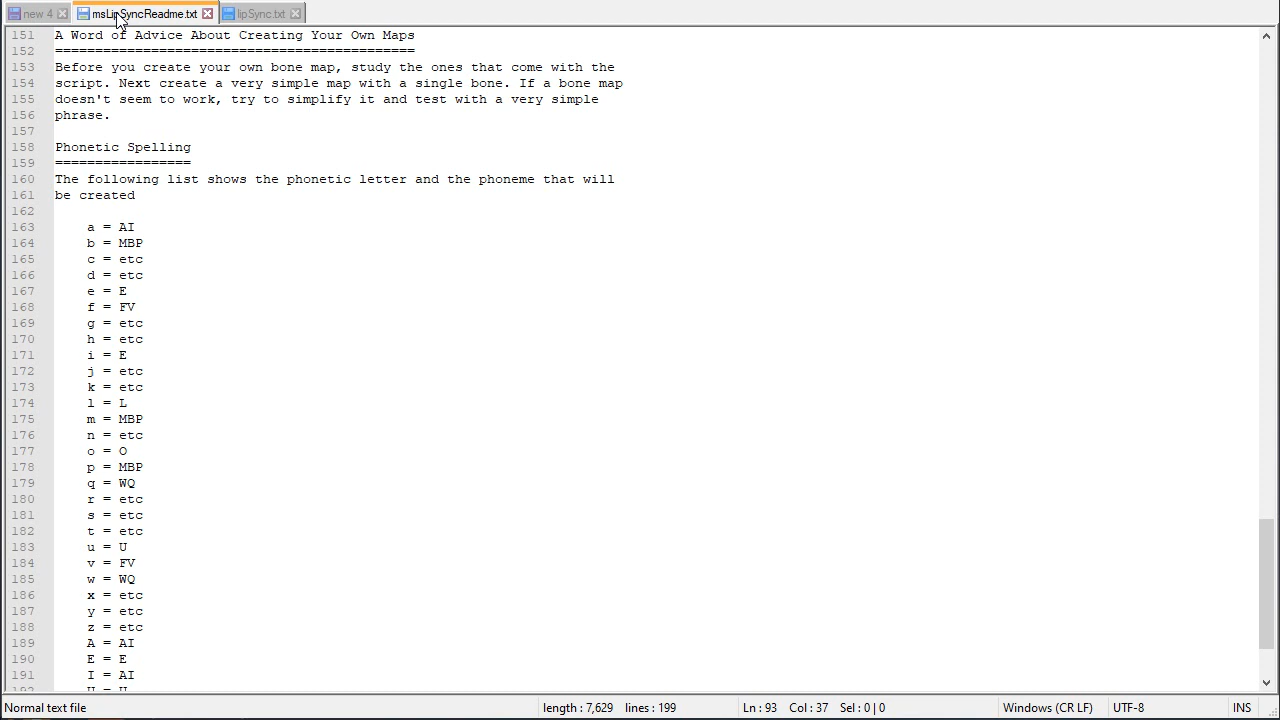 new 4 msLipSyncReadme.txt lipSync.txt
151 A Word of Advice About Creating Your Own Maps
152 =============================================
153 Before you create your own bone map, study the ones that come with the
154 script. Next create a very simple map with a single bone. If a bone map
155 doesn't seem to work, try to simplify it and test with a very simple
156 phrase.
157
158 Phonetic Spelling
159 =================
160 The following list shows the phonetic letter and the phoneme that will
161 be created
162
163 a = AI
164 b = MBP
165 c = etc
166 d = etc
167 e = E
168 f = FV
169 g = etc
170 h = etc
171 i = E
172 j = etc
173 k = etc
174 l = L
175 m = MBP
176 n = etc
177 o = O
178 p = MBP
179 q = WQ
180 r = etc
181 s = etc
182 t = etc
183 u = U
184 v = FV
185 w = WQ
186 x = etc
187 y = etc
188 z = etc
189 A = AI
190 E = E
191 I = AI
192 U = U
Normal text file length : 7,629 lines : 199 Ln : 93 Col : 37 Sel : 0 | 0 Windows (CR LF) UTF-8 INS